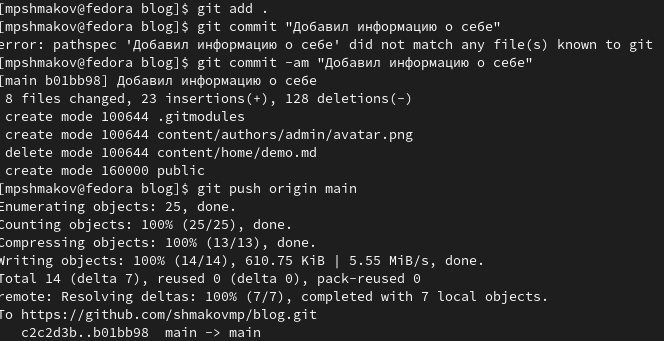 [mpshmakov@fedora blog]$ git add .
[mpshmakov@fedora blog]$ git commit "Добавил информацию о себе"
error: pathspec 'Добавил информацию о себе' did not match any file(s) known to git
[mpshmakov@fedora blog]$ git commit -am "Добавил информацию о себе"
[main b01bb98] Добавил информацию о себе
8 files changed, 23 insertions(+), 128 deletions(-)
create mode 100644 .gitmodules
create mode 100644 content/authors/admin/avatar.png
delete mode 100644 content/home/demo.md
create mode 160000 public
[mpshmakov@fedora blog]$ git push origin main
Enumerating objects: 25, done.
Counting objects: 100% (25/25), done.
Compressing objects: 100% (13/13), done.
Writing objects: 100% (14/14), 610.75 KiB | 5.55 MiB/s, done.
Total 14 (delta 7), reused 0 (delta 0), pack-reused 0
remote: Resolving deltas: 100% (7/7), completed with 7 local objects.
To https://github.com/shmakovmp/blog.git
c2c2d3b..b01bb98  main -> main